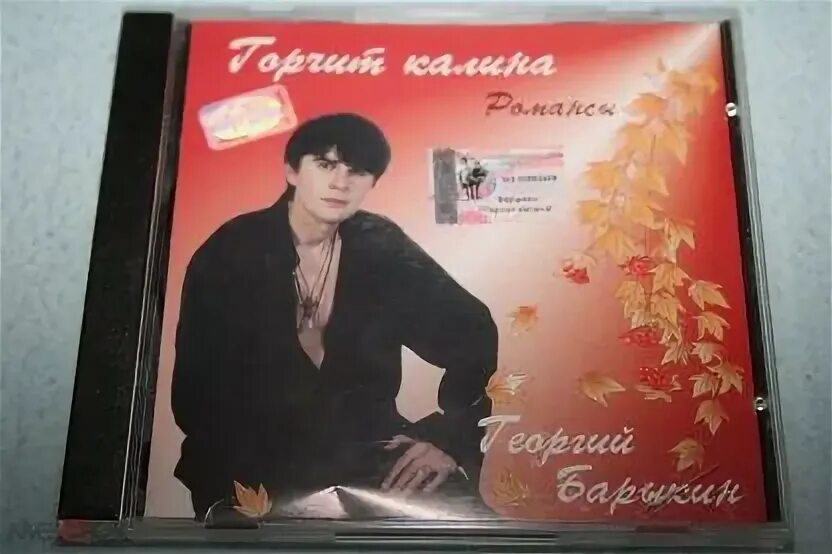 Горчит калина
Романсы
Георгий
Барыкин